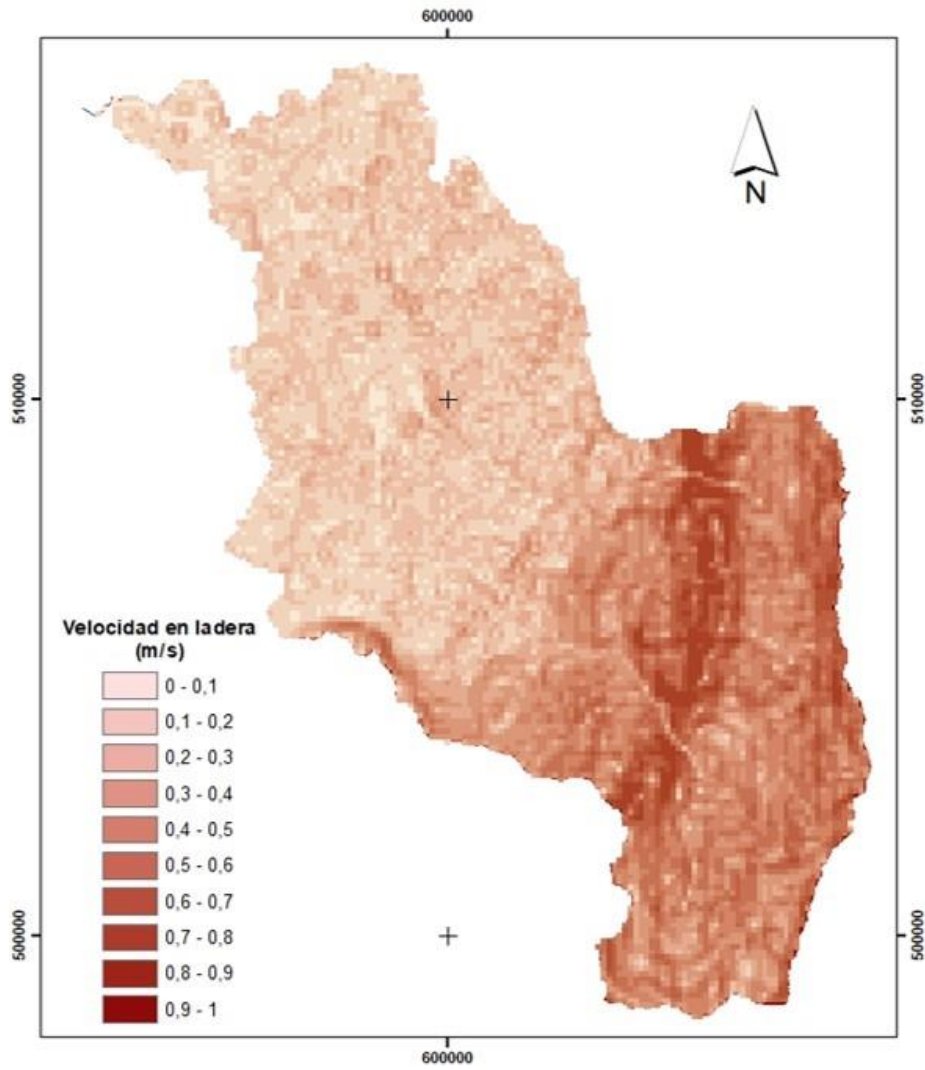 600000
N
510000
510000
Velocidad en ladera
(m/s)
0 - 0,1
0,1 - 0,2
0,2 - 0,3
0,3 - 0,4
0,4 - 0,5
0,5 - 0,6
0,6 - 0,7
0,7 - 0,8
0,8 - 0,9
0,9 - 1
500000
500000
600000